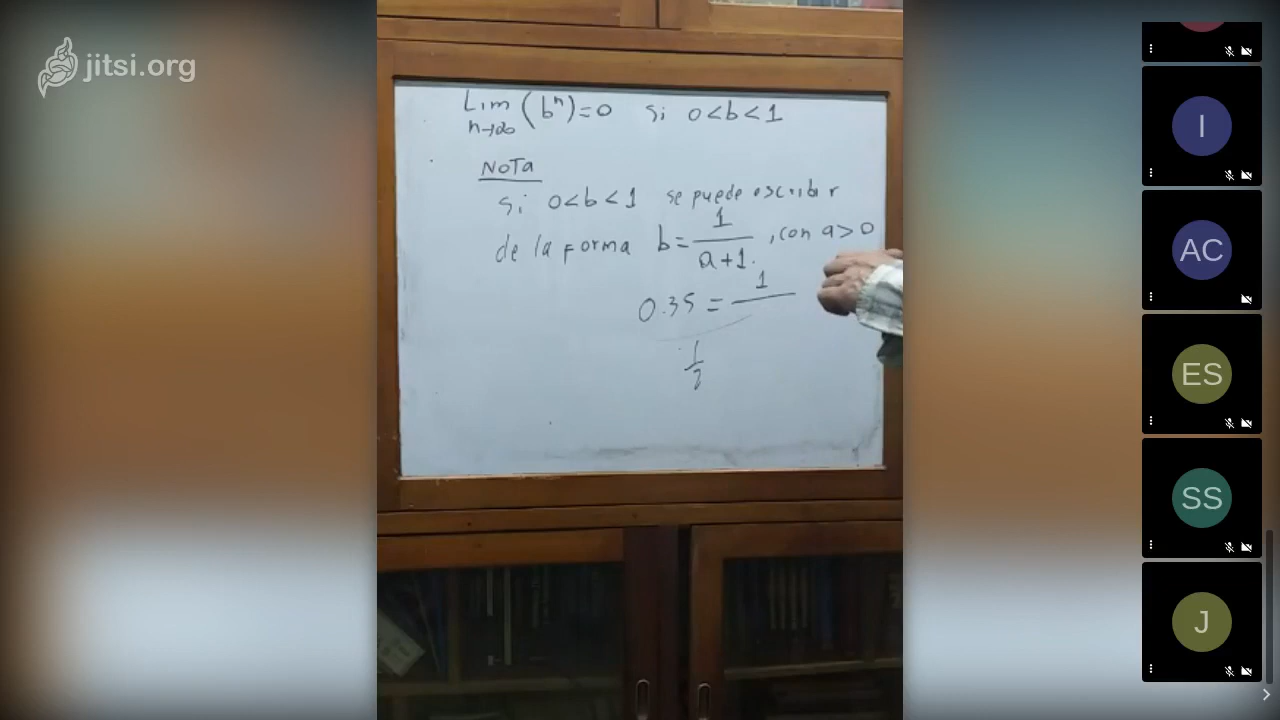 jitsi.org
Lim (bⁿ)=0 si 0<b<1
n→∞
NOTA
Si 0<b<1 se puede escribir
de la forma b= 1/(a+1) , con a>0
0.35 = 1
1/2
I
AC
ES
SS
J